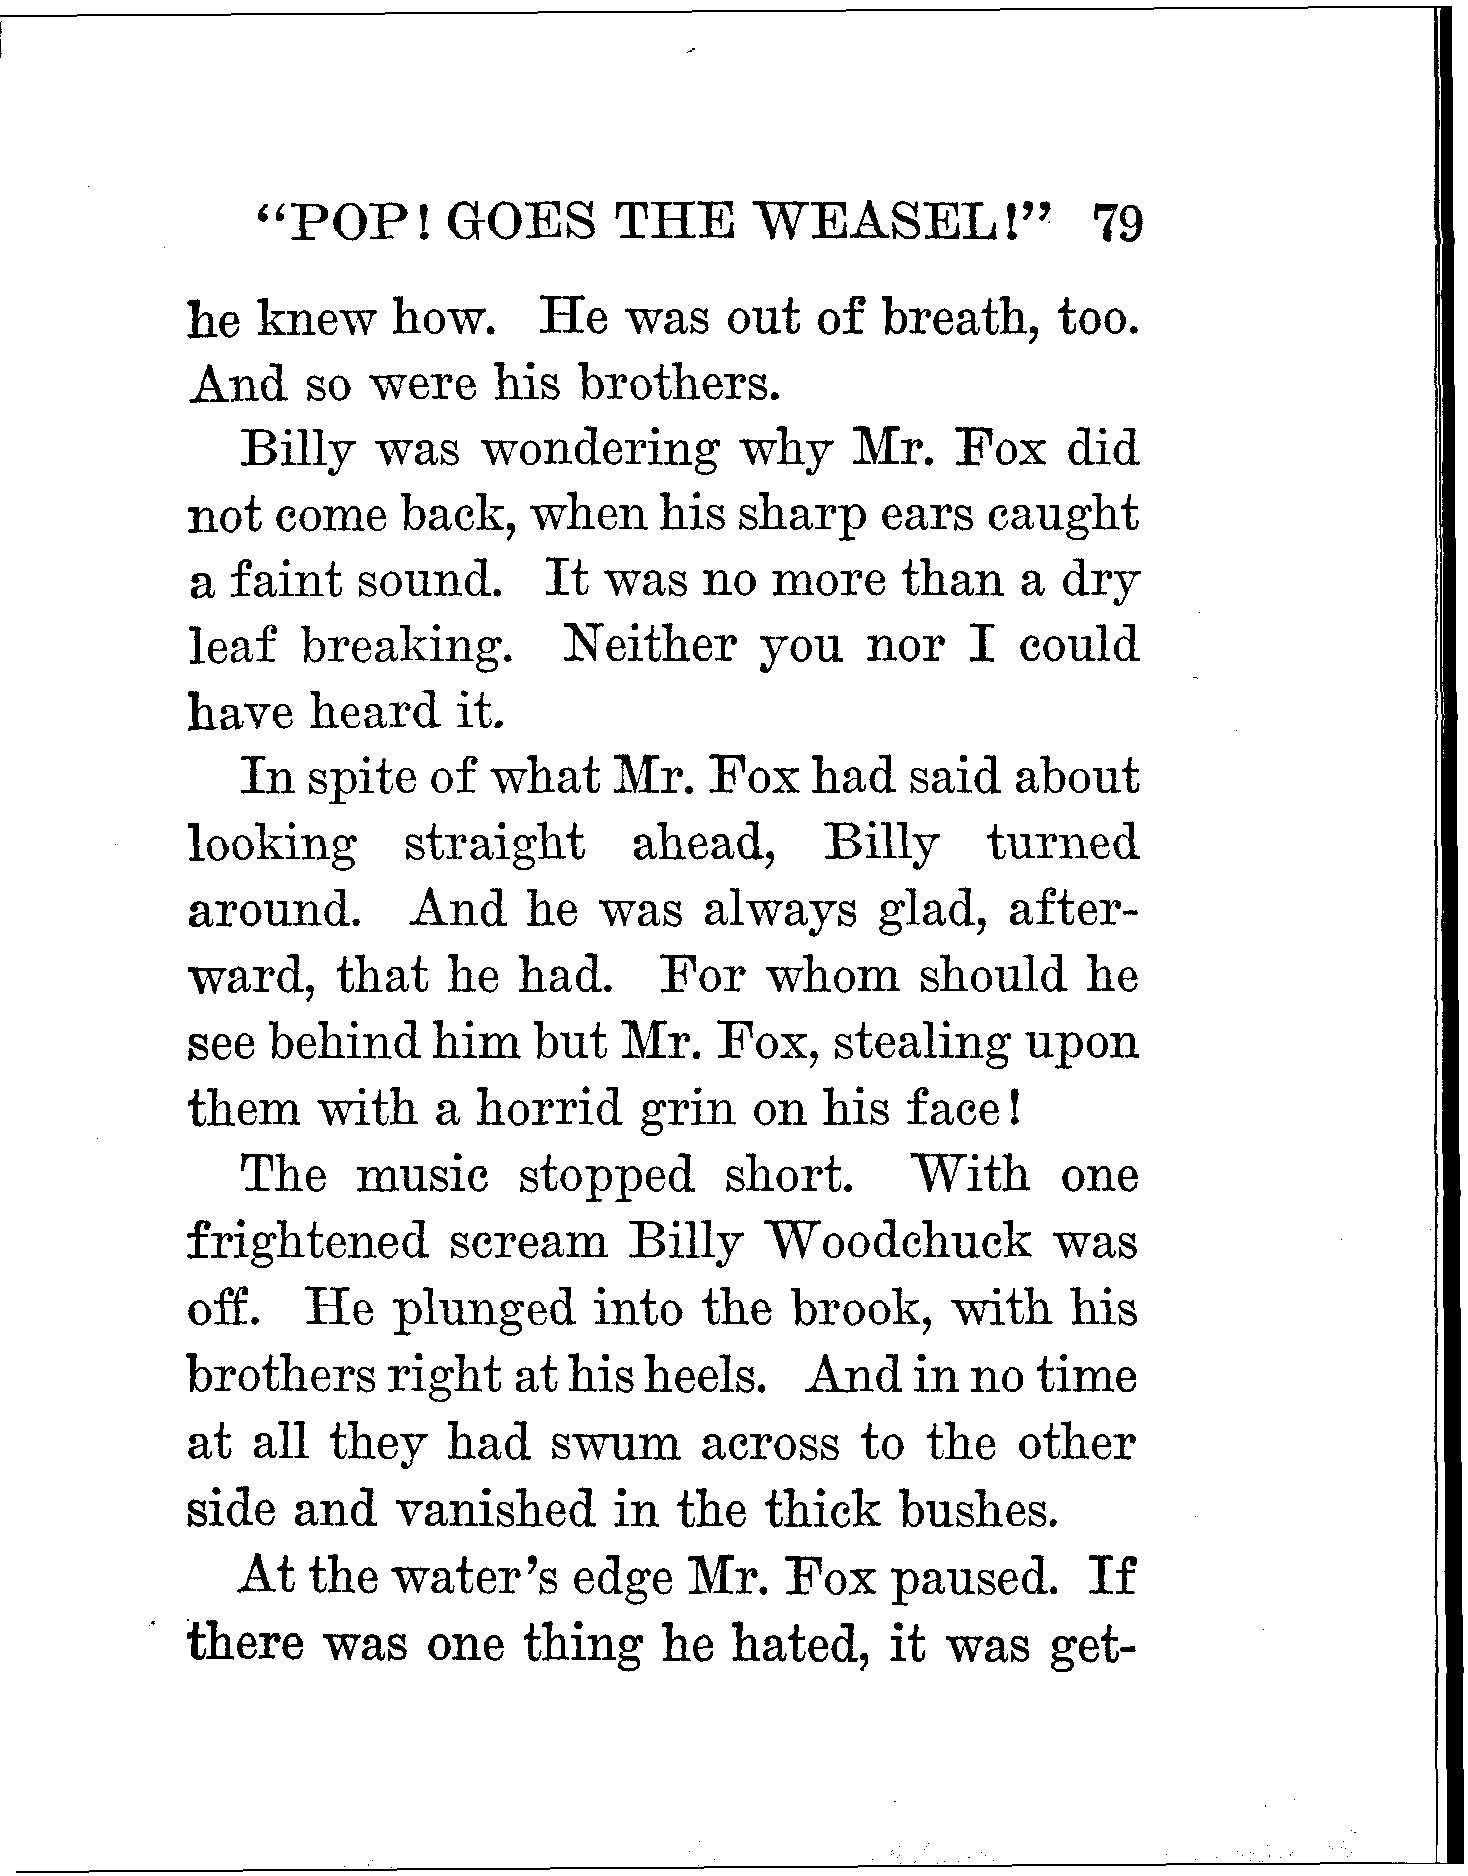 "POP! GOES THE WEASEL!" 79
he knew how. He was out of breath, too.
And so were his brothers.
Billy was wondering why Mr. Fox did
not come back, when his sharp ears caught
a faint sound. It was no more than a dry
leaf breaking. Neither you nor I could
have heard it.
In spite of what Mr. Fox had said about
looking straight ahead, Billy turned
around. And he was always glad, after-
ward, that he had. For whom should he
see behind him but Mr. Fox, stealing upon
them with a horrid grin on his face!
The music stopped short. With one
frightened scream Billy Woodchuck was
off. He plunged into the brook, with his
brothers right at his heels. And in no time
at all they had swum across to the other
side and vanished in the thick bushes.
At the water's edge Mr. Fox paused. If
there was one thing he hated, it was get-